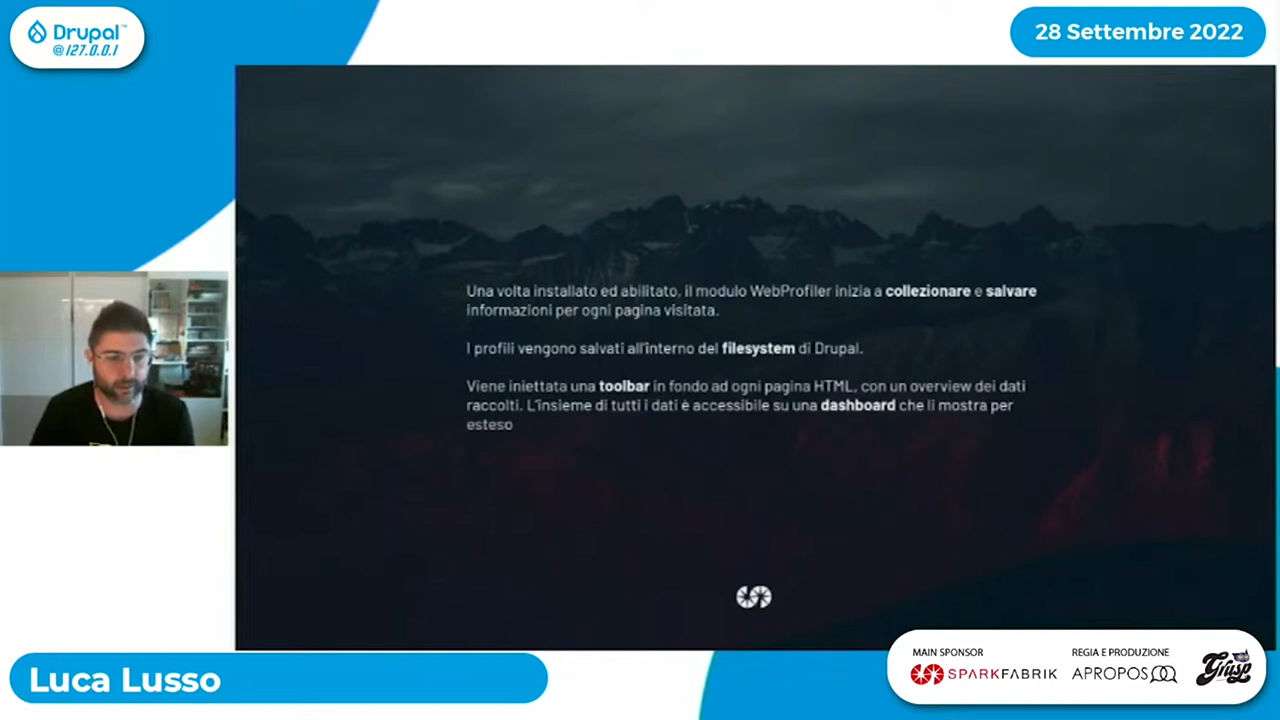 Drupal™
@127.0.0.1
28 Settembre 2022
Una volta installato ed abilitato, il modulo WebProfiler inizia a collezionare e salvare
informazioni per ogni pagina visitata.
I profili vengono salvati all'interno del filesystem di Drupal.
Viene iniettata una toolbar in fondo ad ogni pagina HTML, con un overview dei dati
raccolti. L'insieme di tutti i dati è accessibile su una dashboard che li mostra per
esteso
Luca Lusso
MAIN SPONSOR
SPARKFABRIK
REGIA E PRODUZIONE
APROPOS
Grusp